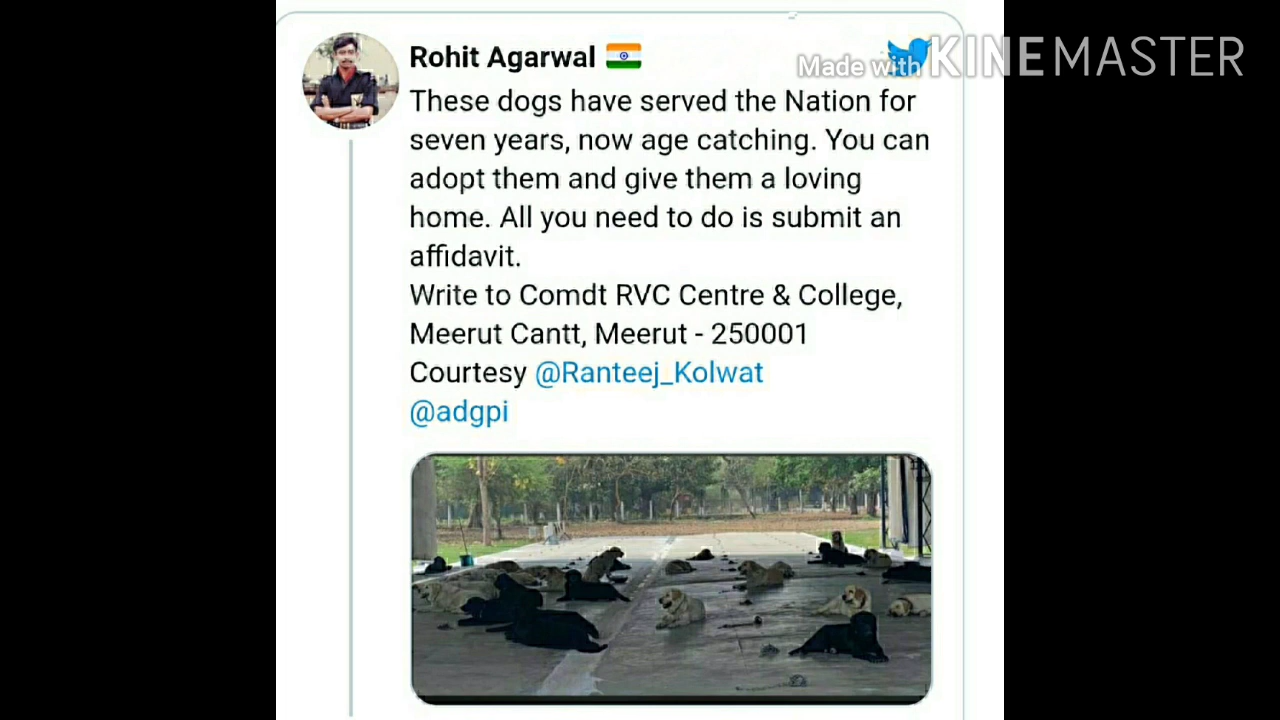 Rohit Agarwal 🇮🇳
Made with KINEMASTER
These dogs have served the Nation for
seven years, now age catching. You can
adopt them and give them a loving
home. All you need to do is submit an
affidavit.
Write to Comdt RVC Centre & College,
Meerut Cantt, Meerut - 250001
Courtesy @Ranteej_Kolwat
@adgpi